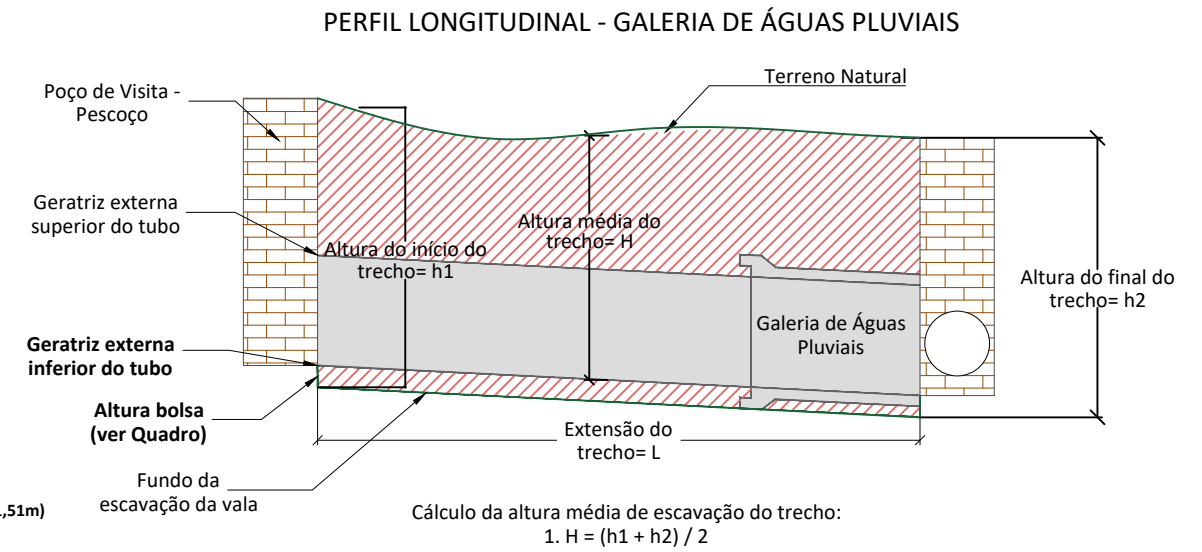 PERFIL LONGITUDINAL - GALERIA DE ÁGUAS PLUVIAIS
Terreno Natural
Poço de Visita -
Pescoço
Geratriz externa
superior do tubo
Altura média do
trecho= H
Altura do início do
trecho= h1
Altura do final do
trecho= h2
Galeria de Águas
Pluviais
Geratriz externa
inferior do tubo
Altura bolsa
(ver Quadro)
Extensão do
trecho= L
Fundo da
escavação da vala
,51m)
Cálculo da altura média de escavação do trecho:
1. H = (h1 + h2) / 2